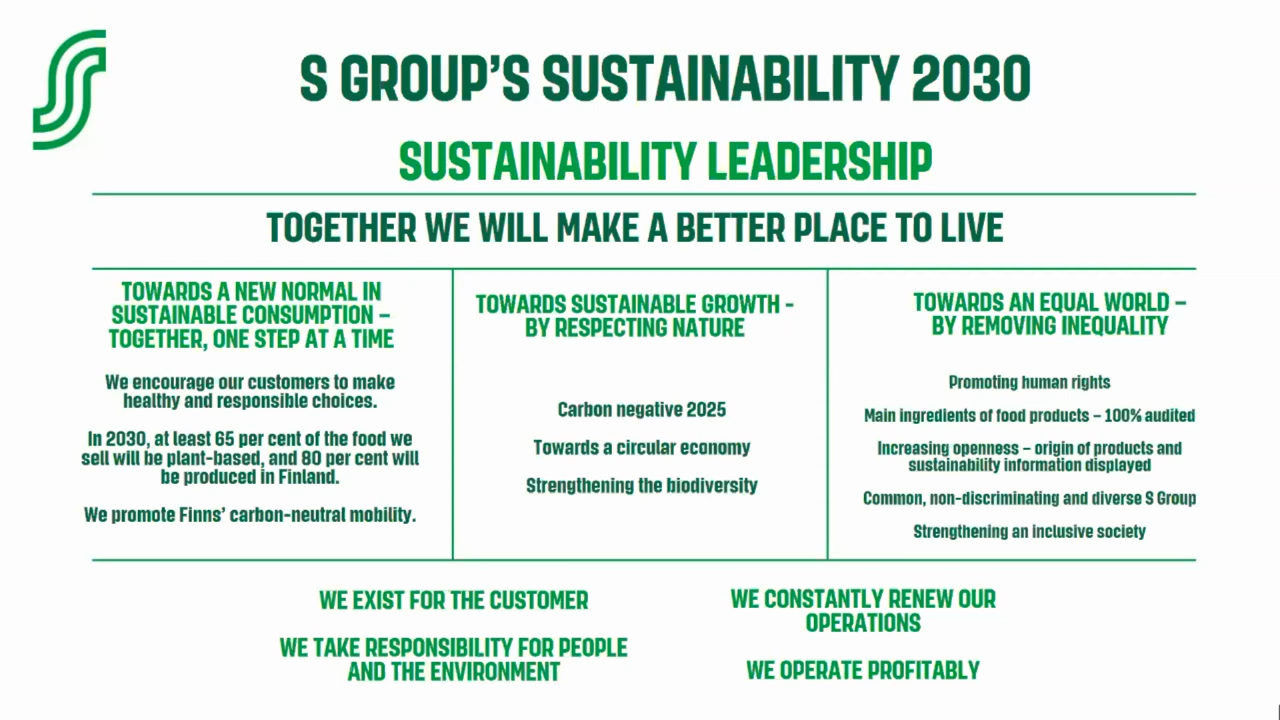 S GROUP'S SUSTAINABILITY 2030
SUSTAINABILITY LEADERSHIP
TOGETHER WE WILL MAKE A BETTER PLACE TO LIVE
TOWARDS A NEW NORMAL IN
SUSTAINABLE CONSUMPTION –
TOGETHER, ONE STEP AT A TIME
We encourage our customers to make
healthy and responsible choices.
In 2030, at least 65 per cent of the food we
sell will be plant-based, and 80 per cent will
be produced in Finland.
We promote Finns' carbon-neutral mobility.
TOWARDS SUSTAINABLE GROWTH –
BY RESPECTING NATURE
Carbon negative 2025
Towards a circular economy
Strengthening the biodiversity
TOWARDS AN EQUAL WORLD –
BY REMOVING INEQUALITY
Promoting human rights
Main ingredients of food products – 100% audited
Increasing openness – origin of products and
sustainability information displayed
Common, non-discriminating and diverse S Group
Strengthening an inclusive society
WE EXIST FOR THE CUSTOMER
WE TAKE RESPONSIBILITY FOR PEOPLE
AND THE ENVIRONMENT
WE CONSTANTLY RENEW OUR
OPERATIONS
WE OPERATE PROFITABLY